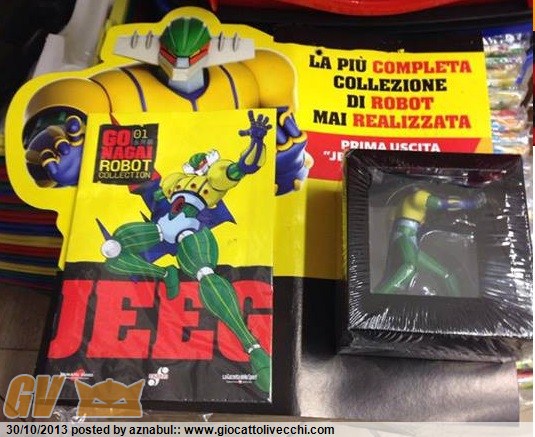 LA PIÙ COMPLETA
COLLEZIONE
DI ROBOT
MAI REALIZZATA
PRIMA USCITA
"JE
GO
NAGAI
01
ROBOT
COLLECTION
JEEG
GV
30/10/2013 posted by aznabul:: www.giocattolivecchi.com